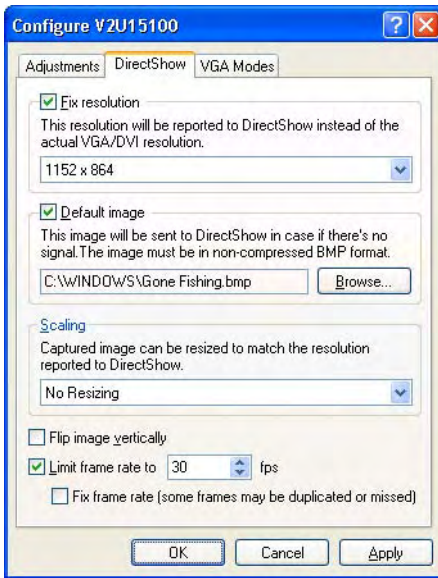 Configure V2U15100
Adjustments DirectShow VGA Modes
Fix resolution
This resolution will be reported to DirectShow instead of the
actual VGA/DVI resolution.
1152 x 864
Default image
This image will be sent to DirectShow in case if there's no
signal.The image must be in non-compressed BMP format.
C:\WINDOWS\Gone Fishing.bmp Browse...
Scaling
Captured image can be resized to match the resolution
reported to DirectShow.
No Resizing
Flip image vertically
Limit frame rate to 30 fps
Fix frame rate (some frames may be duplicated or missed)
OK Cancel Apply